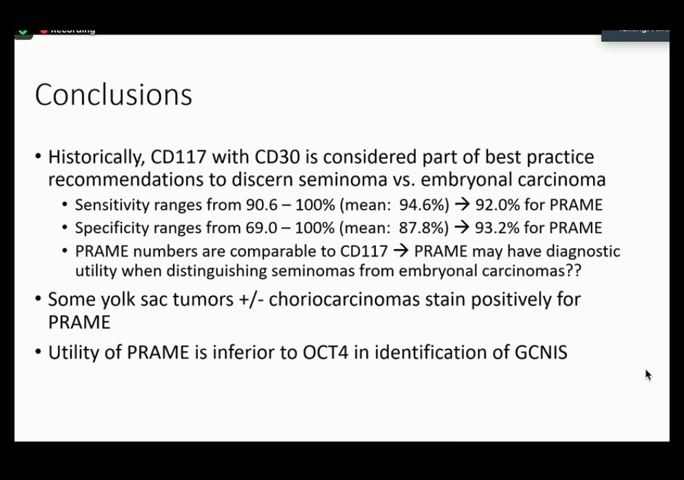 Recording
Conclusions
• Historically, CD117 with CD30 is considered part of best practice
recommendations to discern seminoma vs. embryonal carcinoma
• Sensitivity ranges from 90.6 – 100% (mean: 94.6%) → 92.0% for PRAME
• Specificity ranges from 69.0 – 100% (mean: 87.8%) → 93.2% for PRAME
• PRAME numbers are comparable to CD117 → PRAME may have diagnostic
utility when distinguishing seminomas from embryonal carcinomas??
• Some yolk sac tumors +/- choriocarcinomas stain positively for
PRAME
• Utility of PRAME is inferior to OCT4 in identification of GCNIS